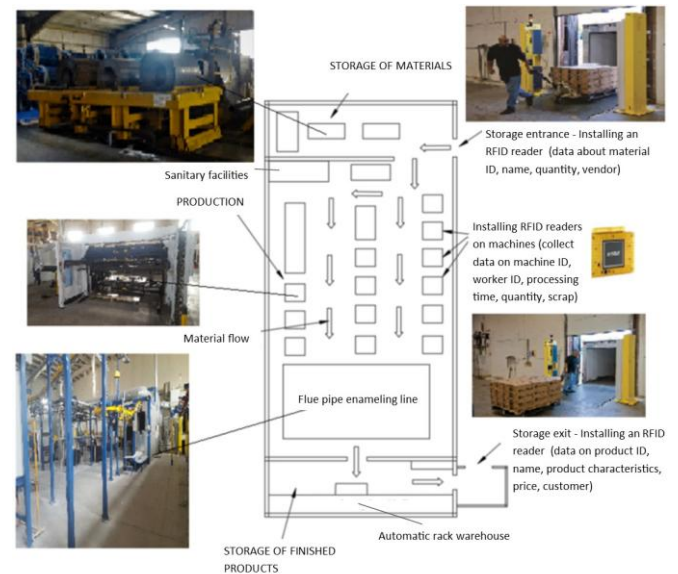 STORAGE OF MATERIALS
Storage entrance - Installing an
RFID reader (data about material
ID, name, quantity, vendor)
Sanitary facilities
PRODUCTION
Installing RFID readers
on machines (collect
data on machine ID,
worker ID, processing
time, quantity, scrap)
Material flow
Flue pipe enameling line
Storage exit - Installing an RFID
reader (data on product ID,
name, product characteristics,
price, customer)
Automatic rack warehouse
STORAGE OF FINISHED
PRODUCTS